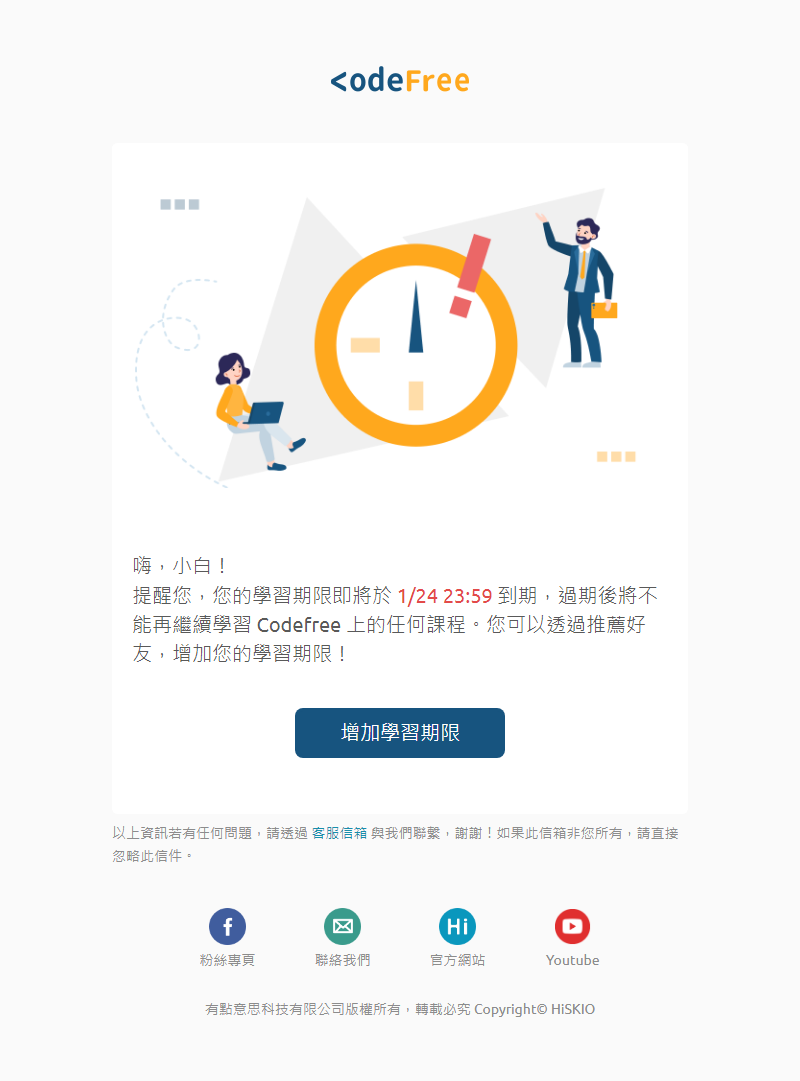 <odeFree
嗨，小白！
提醒您，您的學習期限即將於 1/24 23:59 到期，過期後將不
能再繼續學習 Codefree 上的任何課程。您可以透過推薦好
友，增加您的學習期限！
增加學習期限
以上資訊若有任何問題，請透過 客服信箱 與我們聯繫，謝謝！如果此信箱非您所有，請直接
忽略此信件。
f Hi
粉絲專頁 聯絡我們 官方網站 Youtube
有點意思科技有限公司版權所有，轉載必究 Copyright© HiSKIO